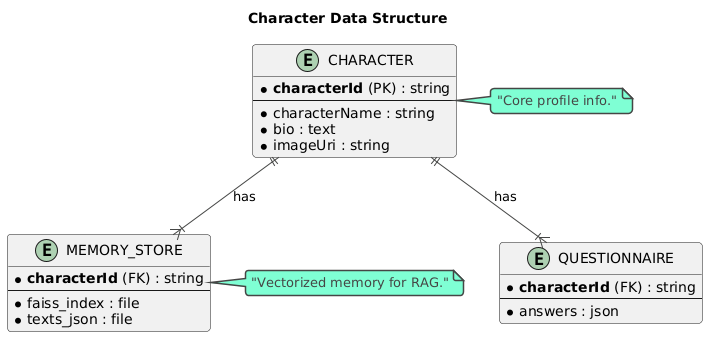 Character Data Structure
E CHARACTER
characterId (PK) : string
characterName : string
bio : text
imageUri : string
"Core profile info."
has
has
E MEMORY_STORE
characterId (FK) : string
faiss_index : file
texts_json : file
"Vectorized memory for RAG."
E QUESTIONNAIRE
characterId (FK) : string
answers : json